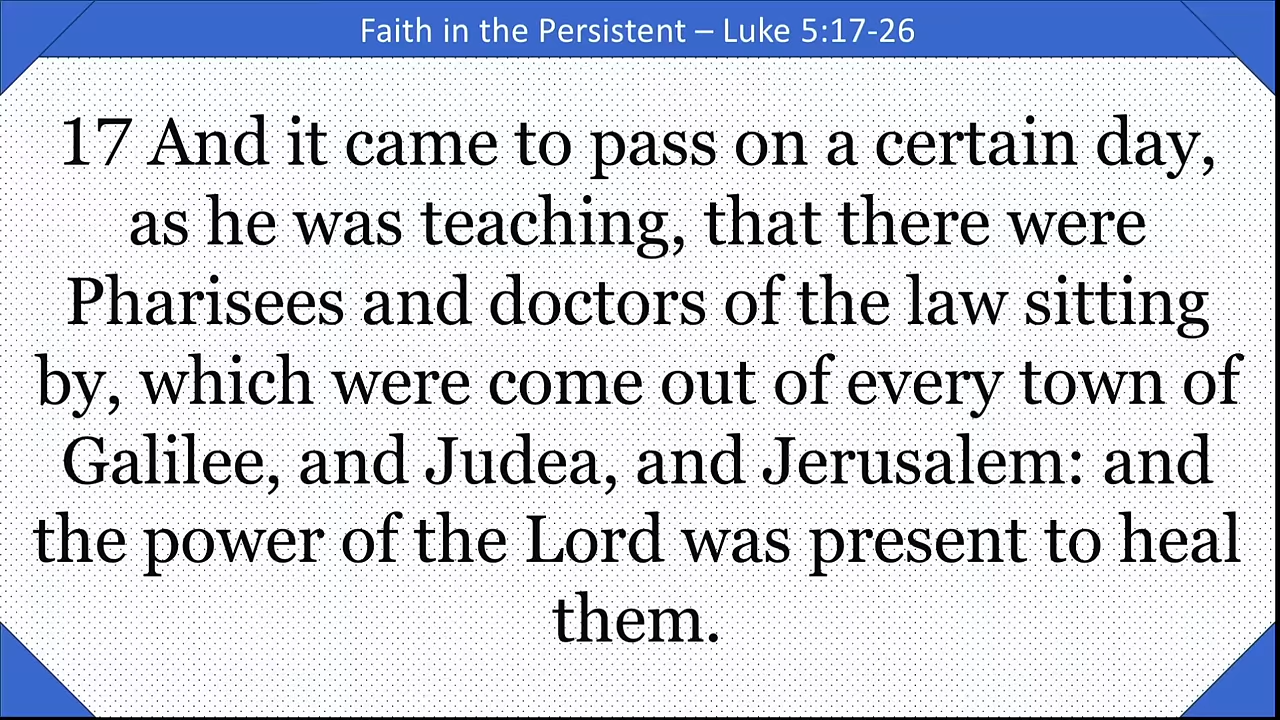 Faith in the Persistent – Luke 5:17-26
17 And it came to pass on a certain day,
as he was teaching, that there were
Pharisees and doctors of the law sitting
by, which were come out of every town of
Galilee, and Judea, and Jerusalem: and
the power of the Lord was present to heal
them.